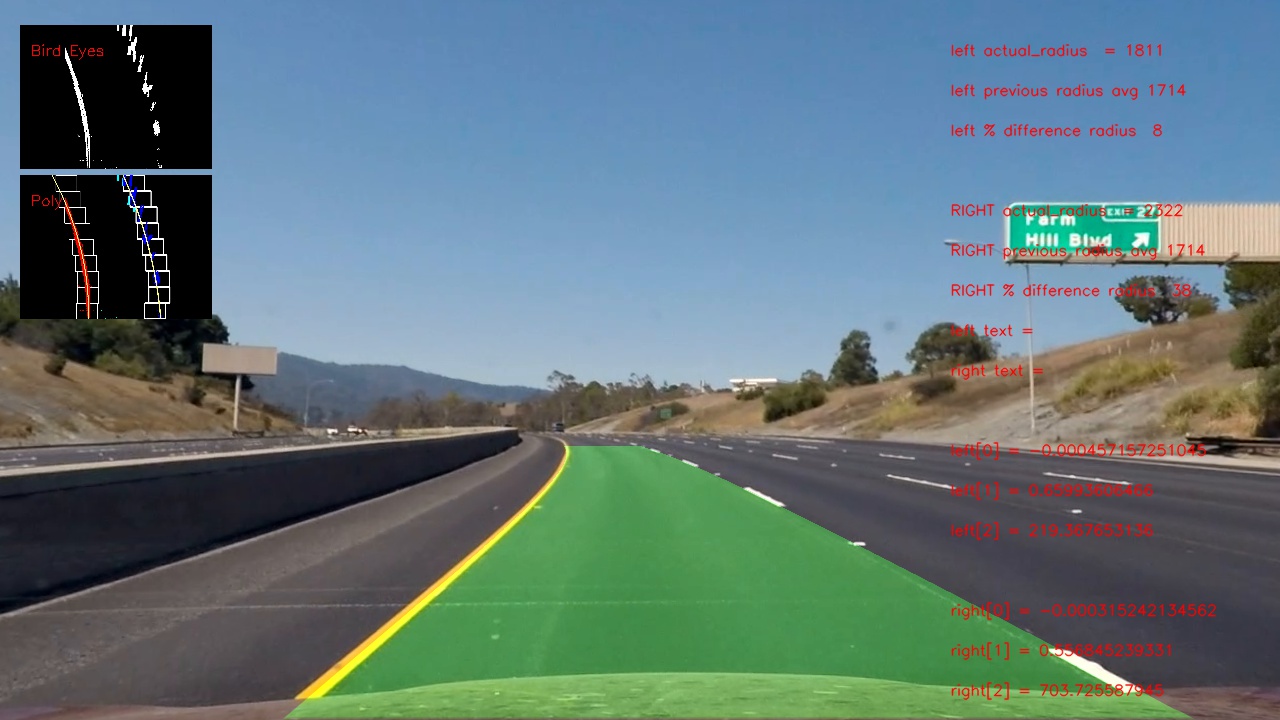 Bird Eyes
Poly
left actual_radius = 1811
left previous radius avg 1714
left % difference radius 8
RIGHT actual_radius = 2322
EXIT
Farm
Hill Blvd
RIGHT previous radius avg 1714
RIGHT % difference radius 38
left text =
right text =
left[0] = -0.000457157251045
left[1] = 0.65993606466
left[2] = 219.367653136
right[0] = -0.000315242134562
right[1] = 0.556845239331
right[2] = 703.725587945